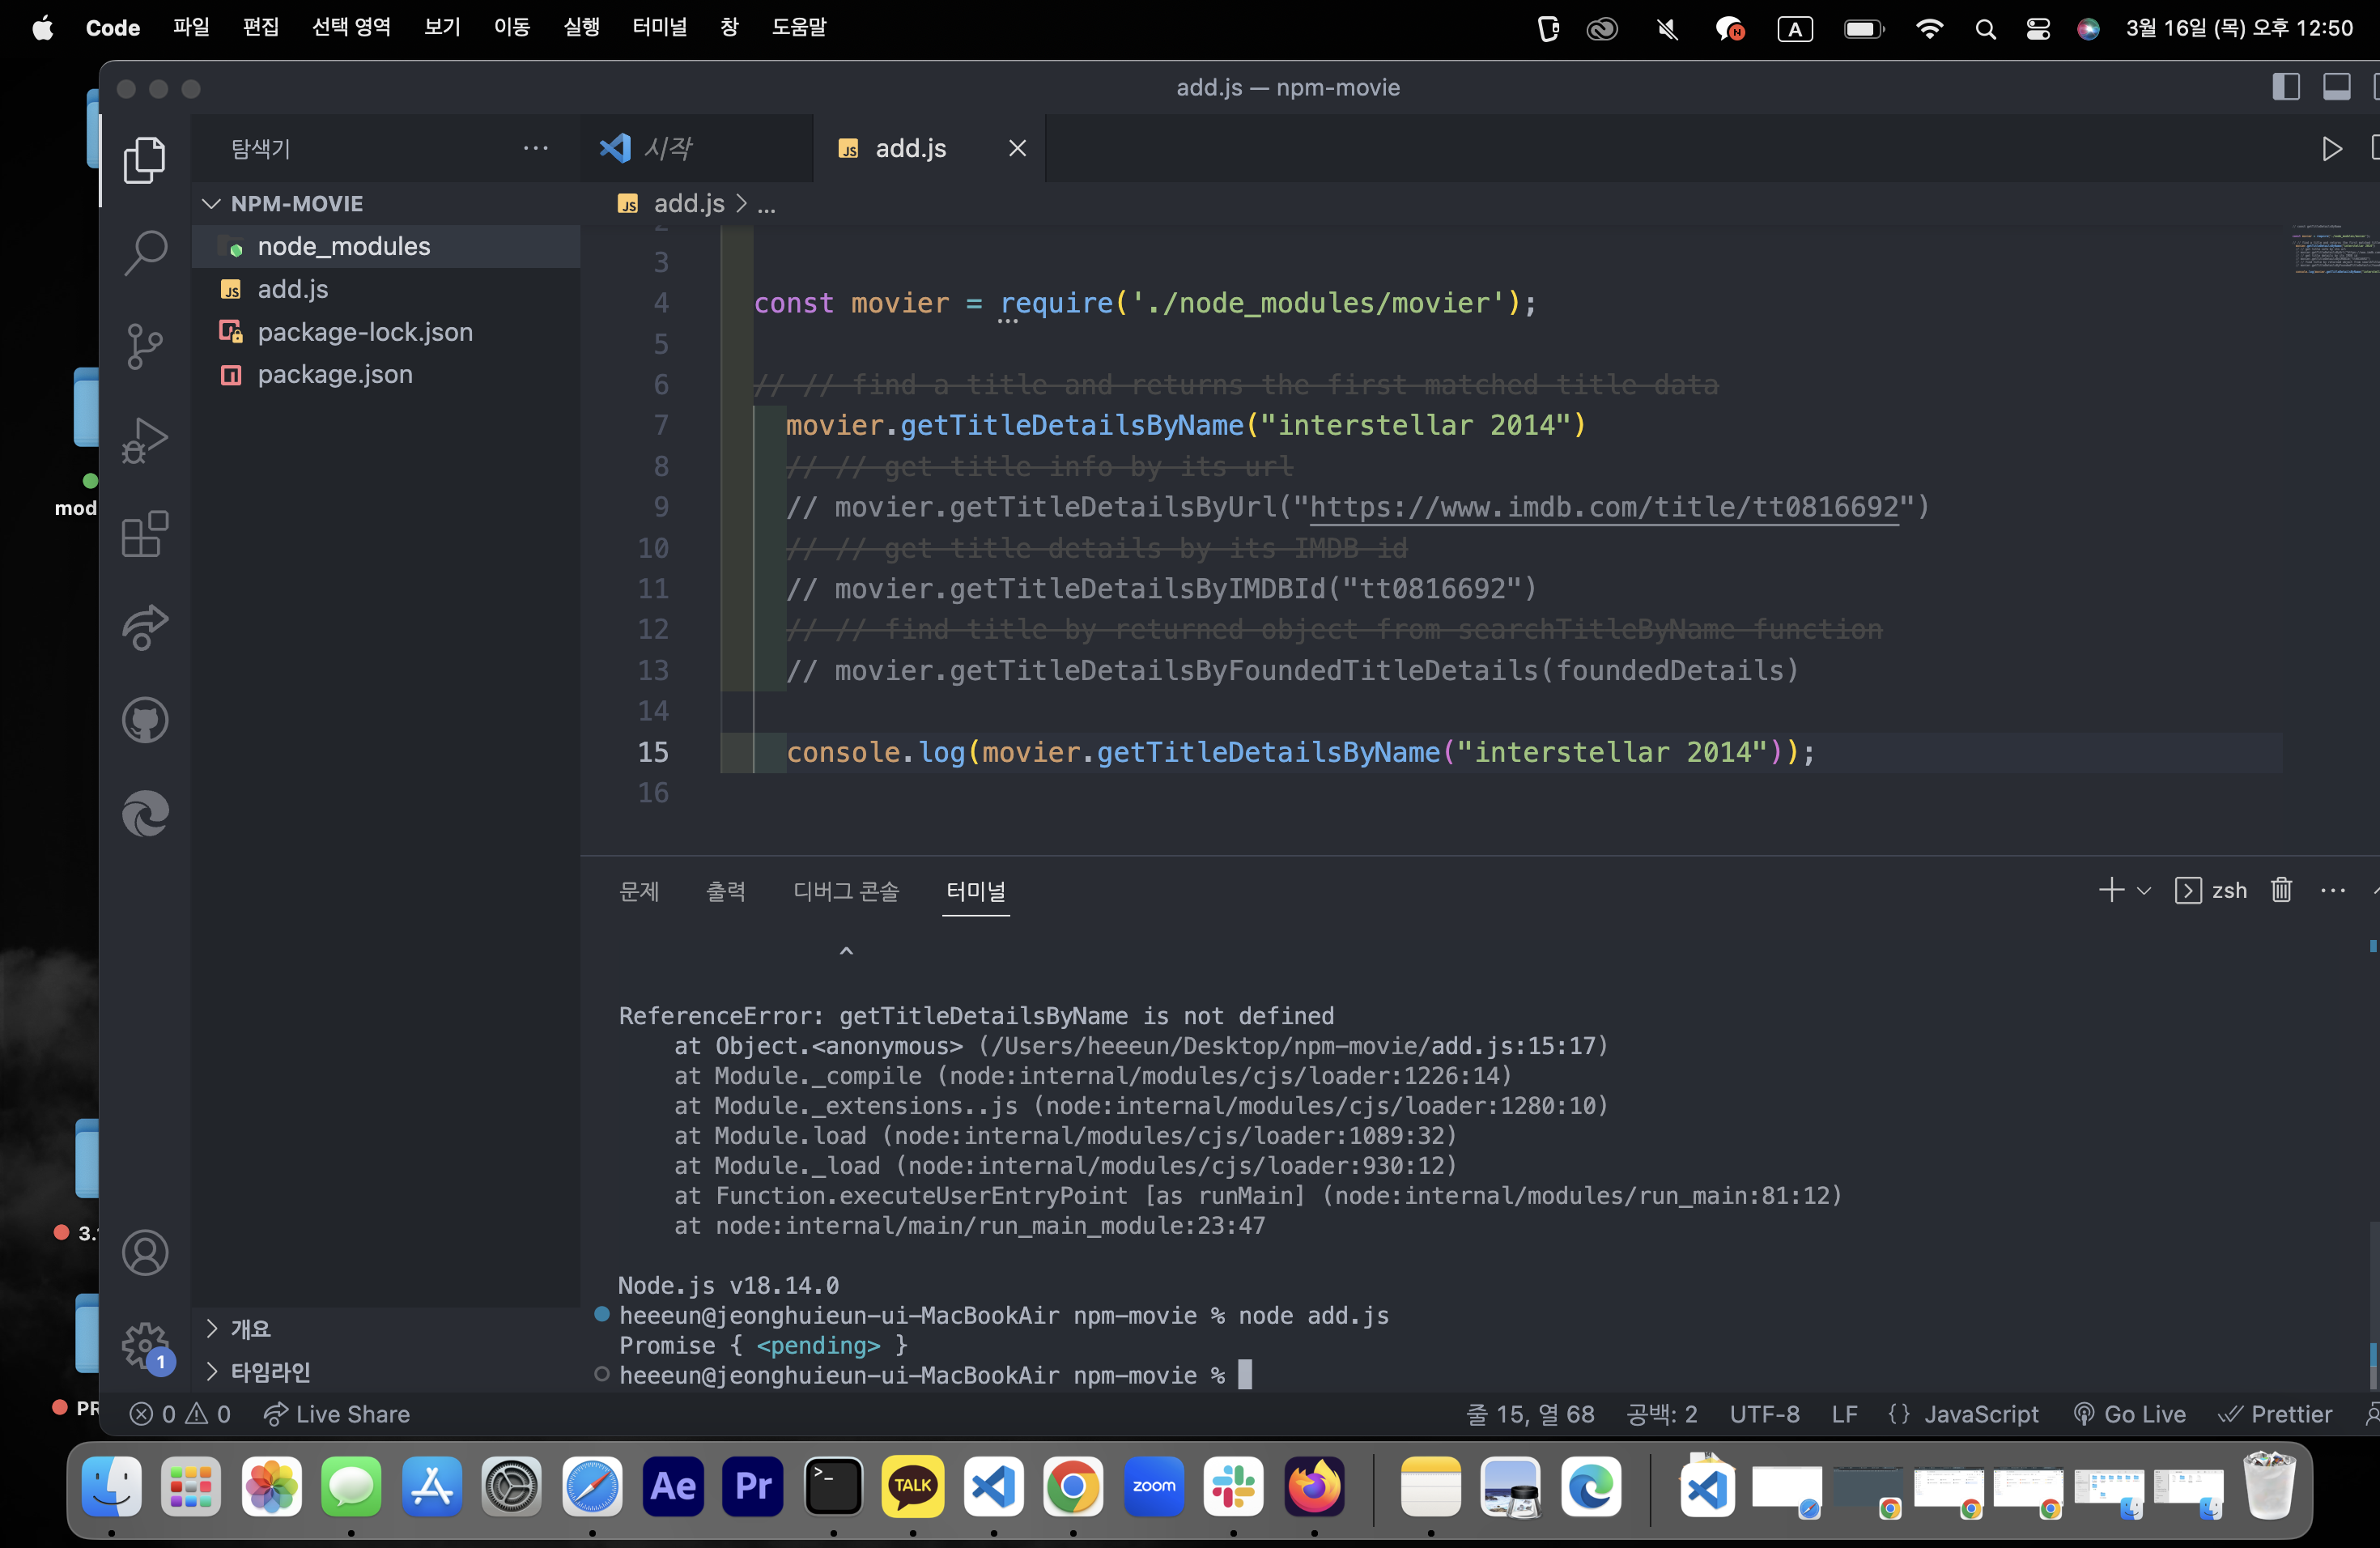 Code 파일 편집 선택 영역 보기 이동 실행 터미널 창 도움말
A
3월 16일 (목) 오후 12:50
add.js — npm-movie
탐색기
시작
JS add.js
NPM-MOVIE
JS add.js > ...
node_modules
JS add.js
package-lock.json
package.json
2
3
4 const movier = require('./node_modules/movier');
5
6 // // find a title and returns the first matched title data
7 movier.getTitleDetailsByName("interstellar 2014")
8 // // get title info by its url
9 // movier.getTitleDetailsByUrl("https://www.imdb.com/title/tt0816692")
10 // // get title details by its IMDB id
11 // movier.getTitleDetailsByIMDBId("tt0816692")
12 // // find title by returned object from searchTitleByName function
13 // movier.getTitleDetailsByFoundedTitleDetails(foundedDetails)
14
15 console.log(movier.getTitleDetailsByName("interstellar 2014"));
16
문제 출력 디버그 콘솔 터미널
zsh
^
ReferenceError: getTitleDetailsByName is not defined
at Object.<anonymous> (/Users/heeeun/Desktop/npm-movie/add.js:15:17)
at Module._compile (node:internal/modules/cjs/loader:1226:14)
at Module._extensions..js (node:internal/modules/cjs/loader:1280:10)
at Module.load (node:internal/modules/cjs/loader:1089:32)
at Module._load (node:internal/modules/cjs/loader:930:12)
at Function.executeUserEntryPoint [as runMain] (node:internal/modules/run_main:81:12)
at node:internal/main/run_main_module:23:47
Node.js v18.14.0
heeeun@jeonghuieun-ui-MacBookAir npm-movie % node add.js
Promise { <pending> }
heeeun@jeonghuieun-ui-MacBookAir npm-movie %
개요
타임라인
1
mod
3.
PR
0 0 Live Share
줄 15, 열 68 공백: 2 UTF-8 LF {} JavaScript Go Live Prettier
Ae
Pr
>_
TALK
zoom